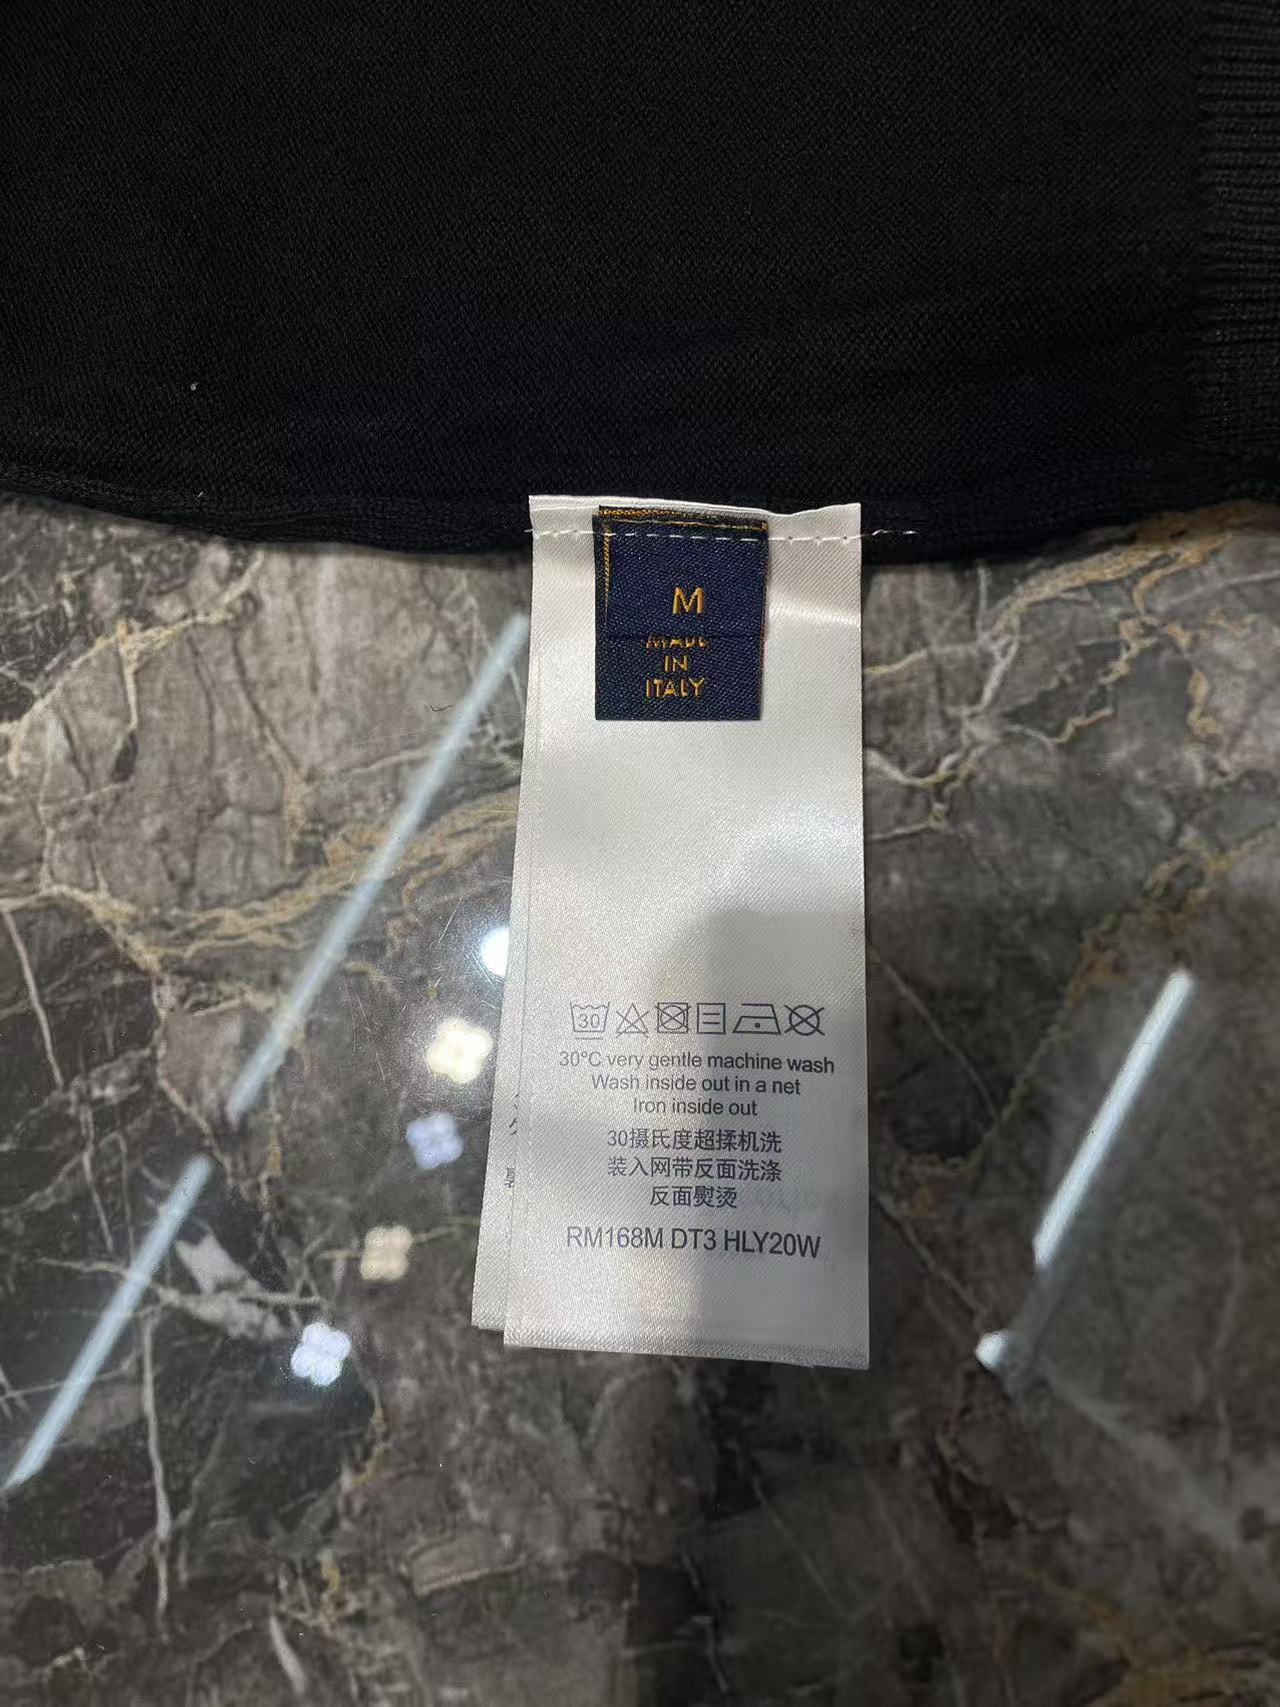 M
MADE
IN
ITALY
30
30°C very gentle machine wash
Wash inside out in a net
Iron inside out
30摄氏度超揉机洗
装入网带反面洗涤
反面熨烫
RM168M DT3 HLY20W